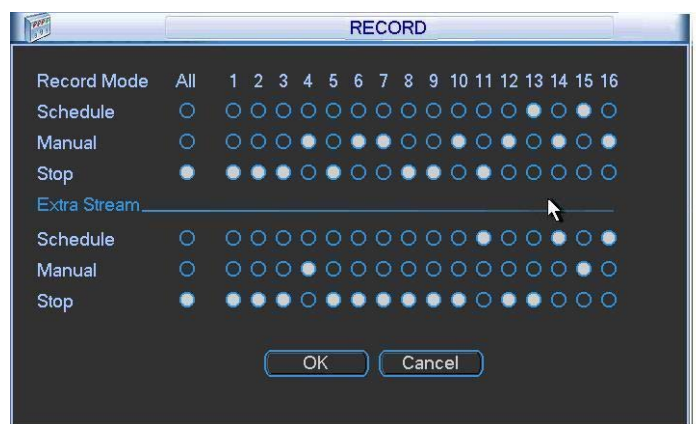 RECORD
Record Mode All 1 2 3 4 5 6 7 8 9 10 11 12 13 14 15 16
Schedule
Manual
Stop
Extra Stream
Schedule
Manual
Stop
OK Cancel